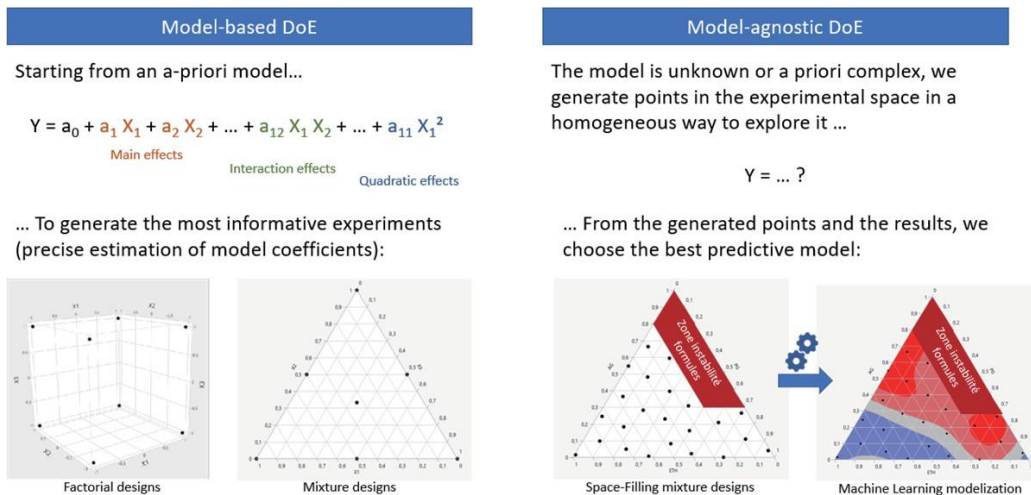 Model-based DoE
Starting from an a-priori model…
Y = a₀ + a₁ X₁ + a₂ X₂ + … + a₁₂ X₁ X₂ + … + a₁₁ X₁²
Main effects
Interaction effects
Quadratic effects
… To generate the most informative experiments
(precise estimation of model coefficients):
Factorial designs
Mixture designs
Model-agnostic DoE
The model is unknown or a priori complex, we
generate points in the experimental space in a
homogeneous way to explore it …
Y = … ?
… From the generated points and the results, we
choose the best predictive model:
Zone instabilité
formules
ETH
Space-Filling mixture designs
Zone instabilité
formules
ETH
Machine Learning modelization